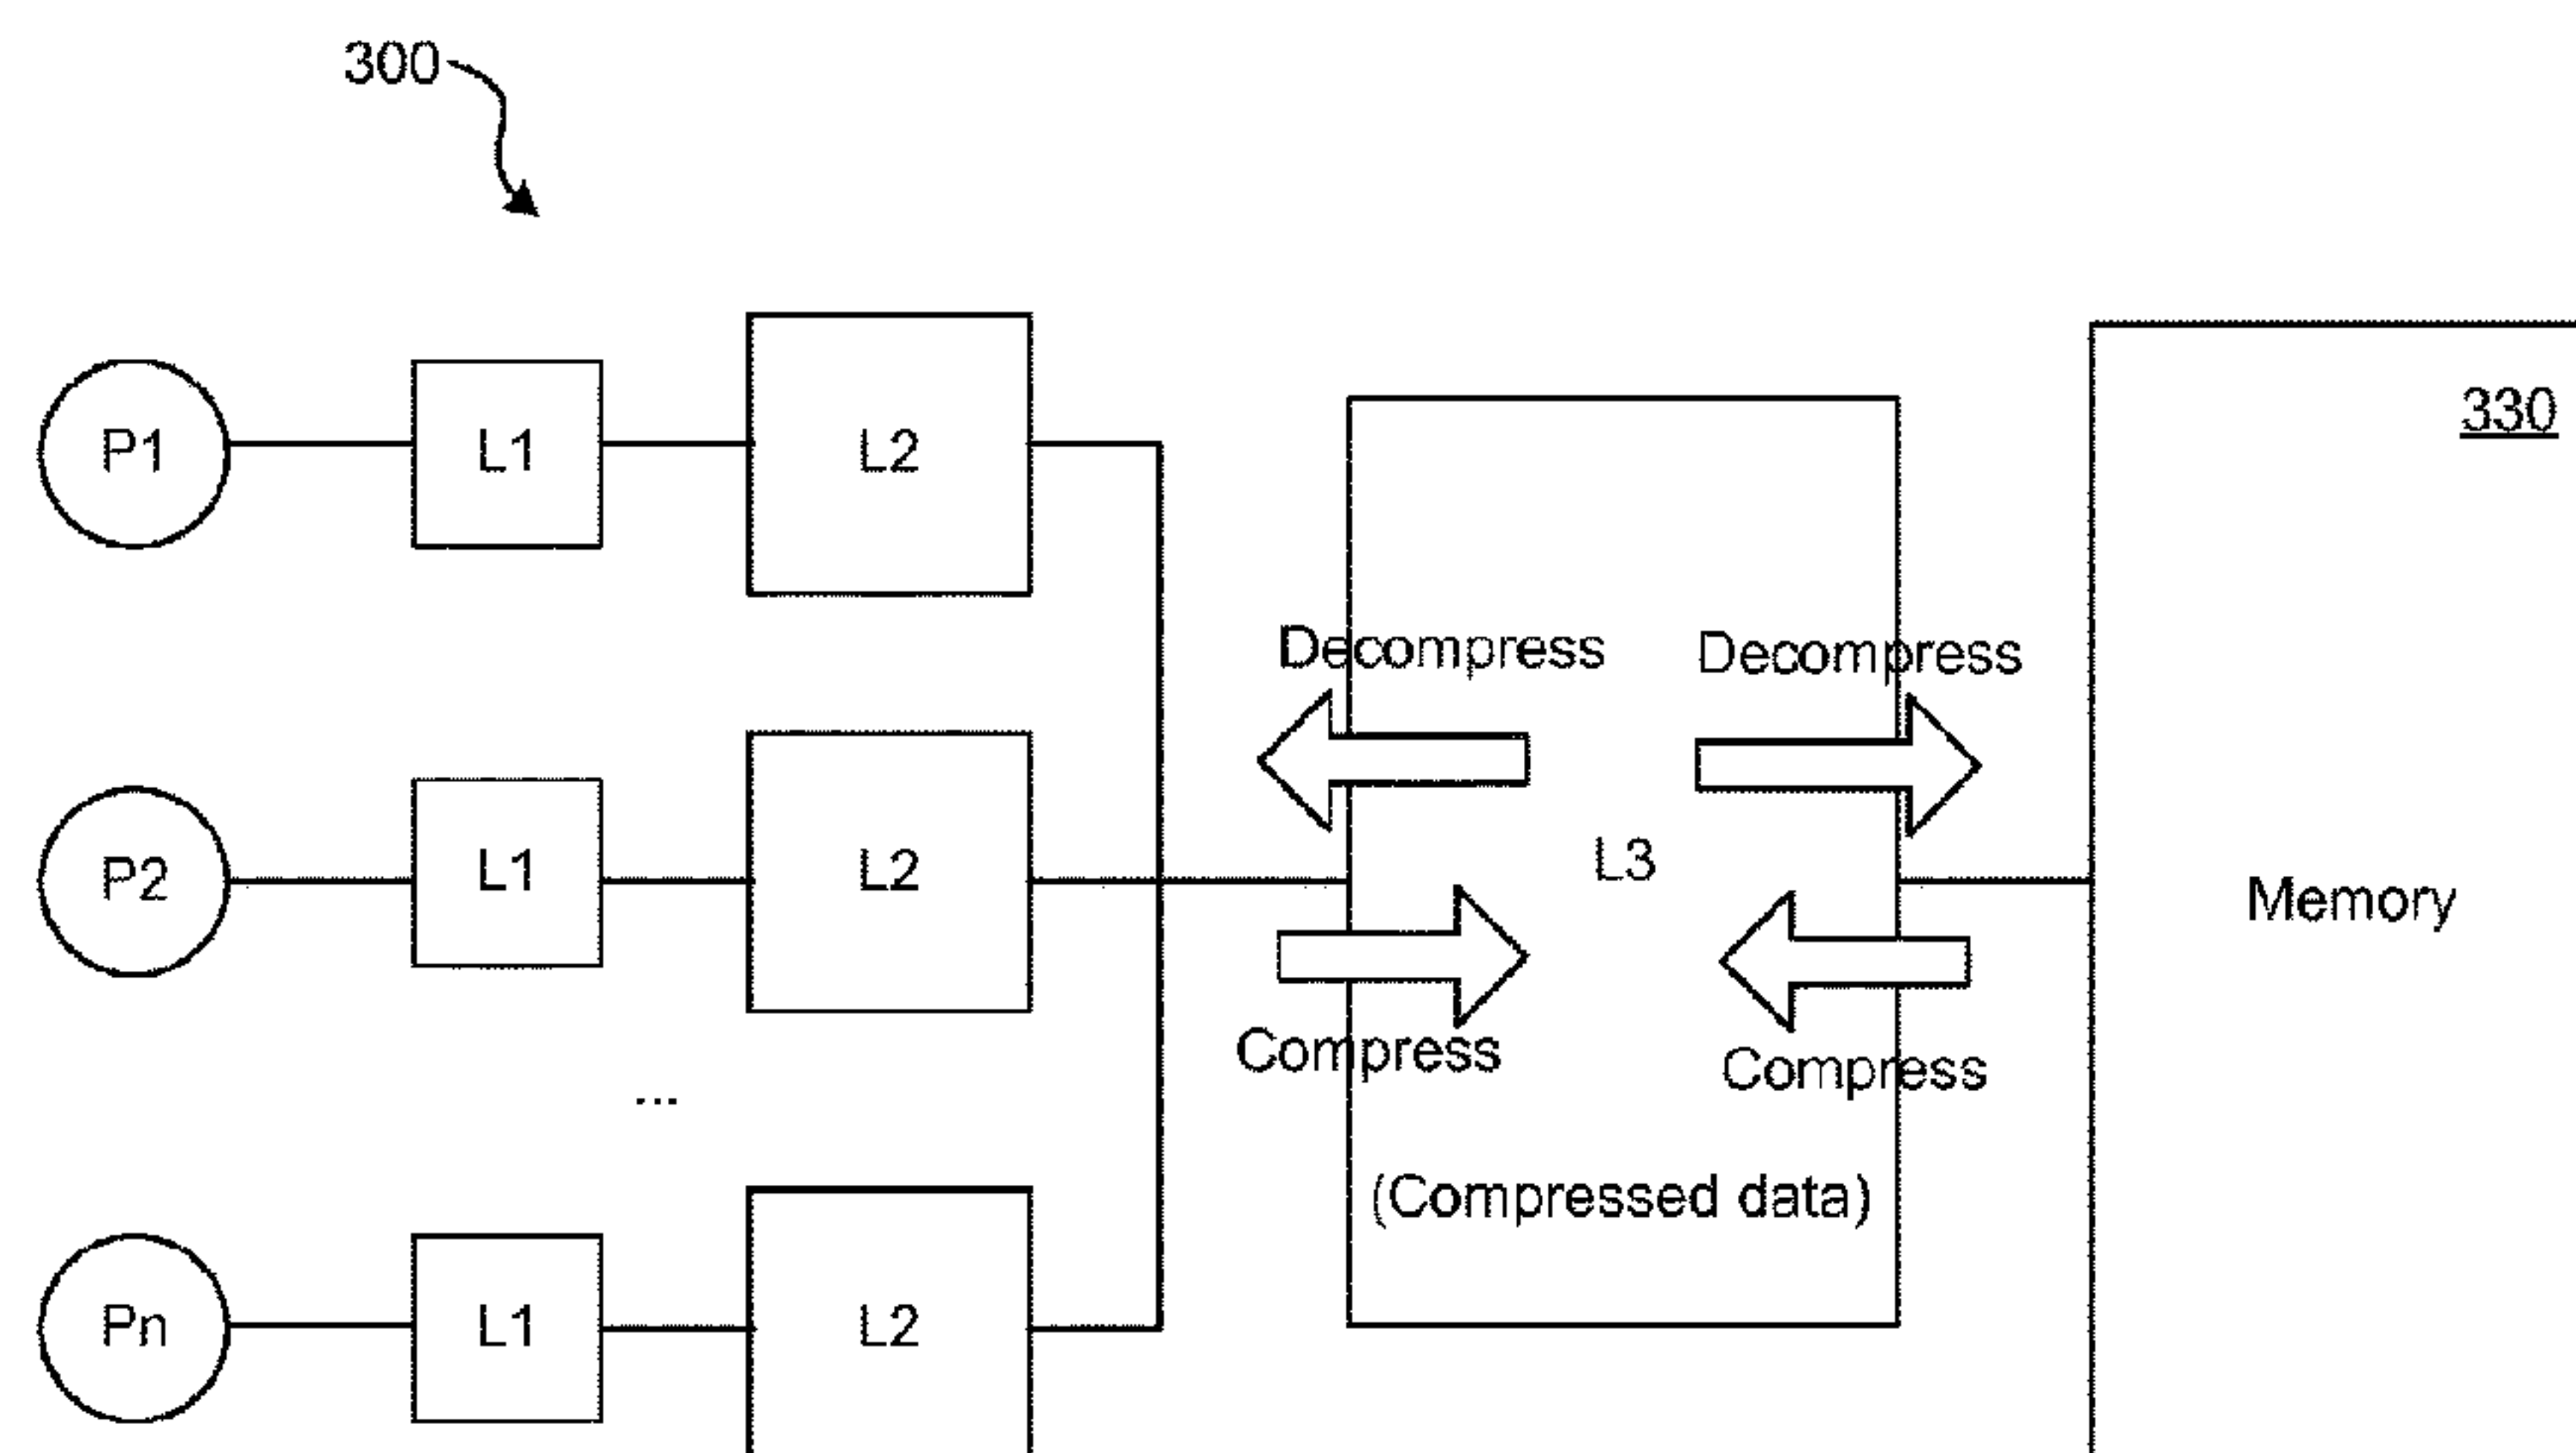 300
330
P1 L1 L2
Decompress Decompress
P2 L1 L2 L3 Memory
Compress Compress
...
(Compressed data)
Pn L1 L2